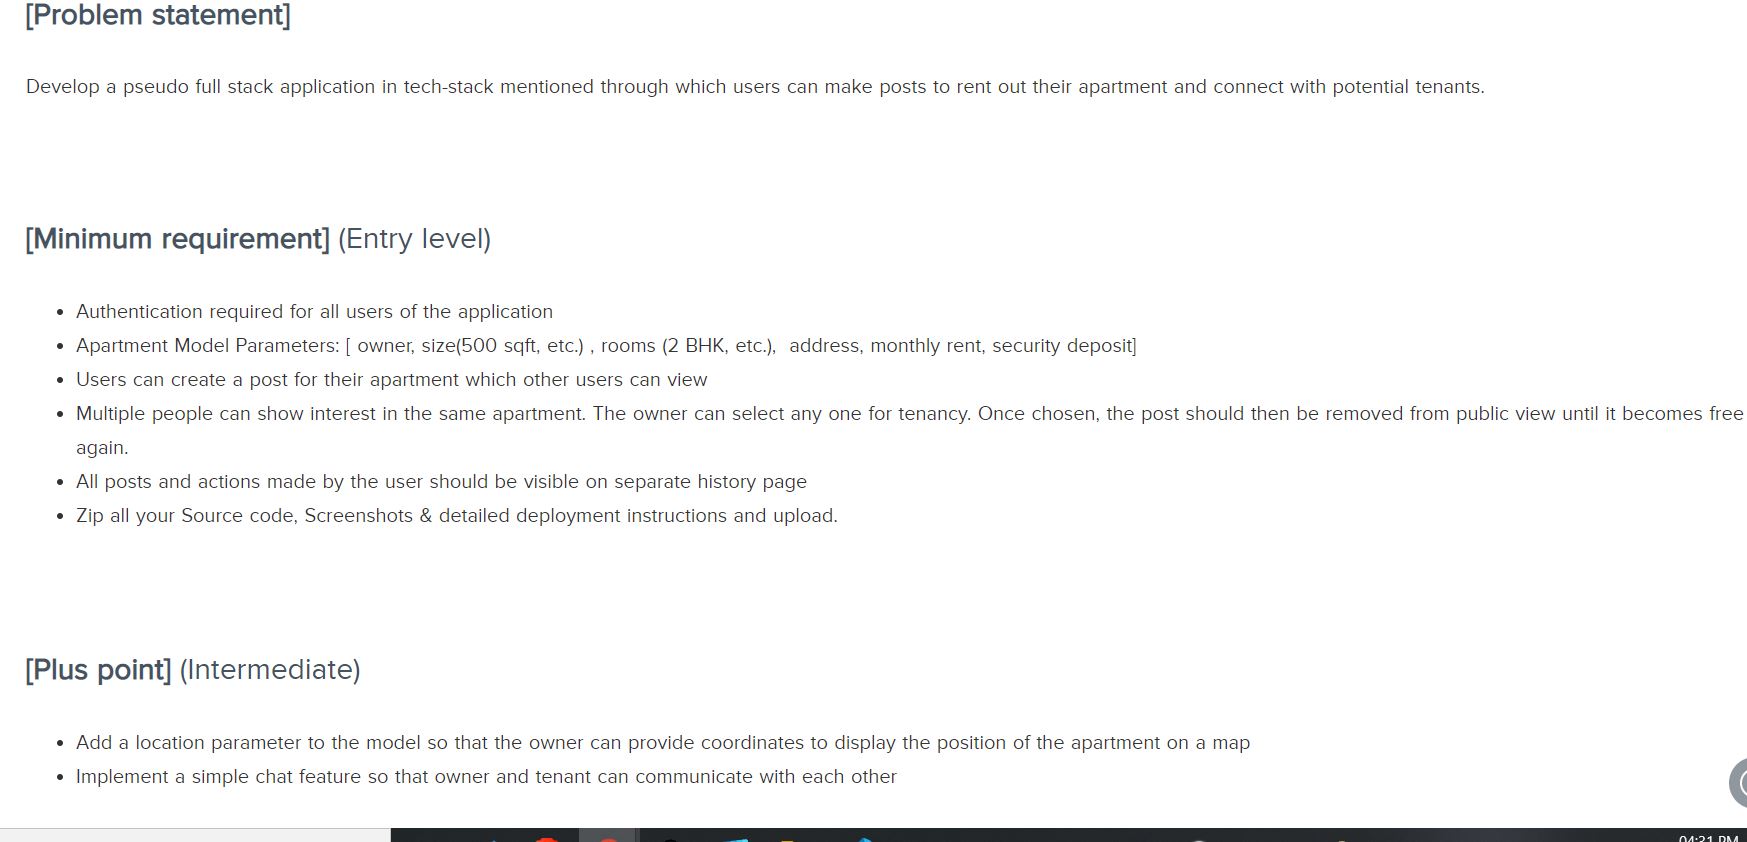 [Problem statement]
Develop a pseudo full stack application in tech-stack mentioned through which users can make posts to rent out their apartment and connect with potential tenants.
[Minimum requirement] (Entry level)
• Authentication required for all users of the application
• Apartment Model Parameters: [ owner, size(500 sqft, etc.) , rooms (2 BHK, etc.),  address, monthly rent, security deposit]
• Users can create a post for their apartment which other users can view
• Multiple people can show interest in the same apartment. The owner can select any one for tenancy. Once chosen, the post should then be removed from public view until it becomes free
again.
• All posts and actions made by the user should be visible on separate history page
• Zip all your Source code, Screenshots & detailed deployment instructions and upload.
[Plus point] (Intermediate)
• Add a location parameter to the model so that the owner can provide coordinates to display the position of the apartment on a map
• Implement a simple chat feature so that owner and tenant can communicate with each other
04:31 PM